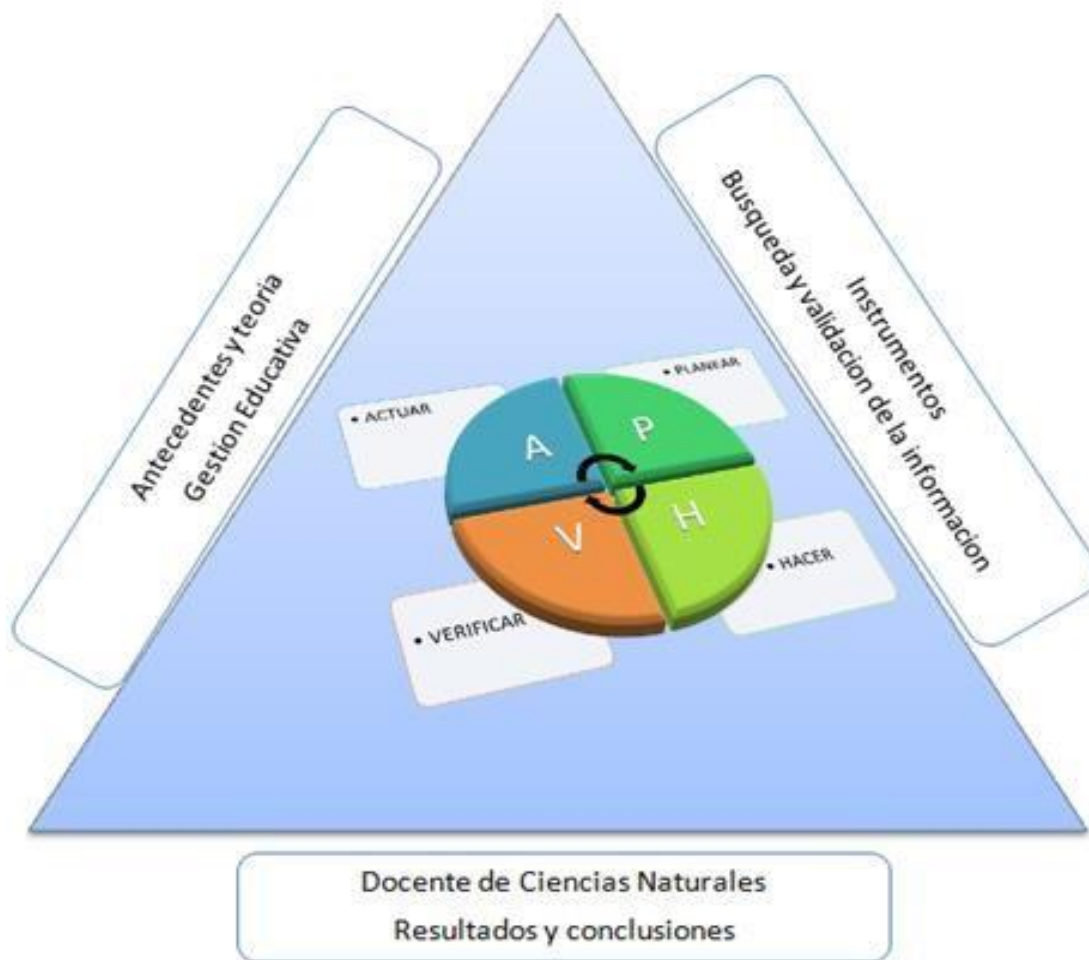 Antecedentes y teoria
Gestion Educativa
Instrumentos
Busqueda y validacion de la informacion
• ACTUAR
• PLANEAR
A
P
V
H
• VERIFICAR
• HACER
Docente de Ciencias Naturales
Resultados y conclusiones